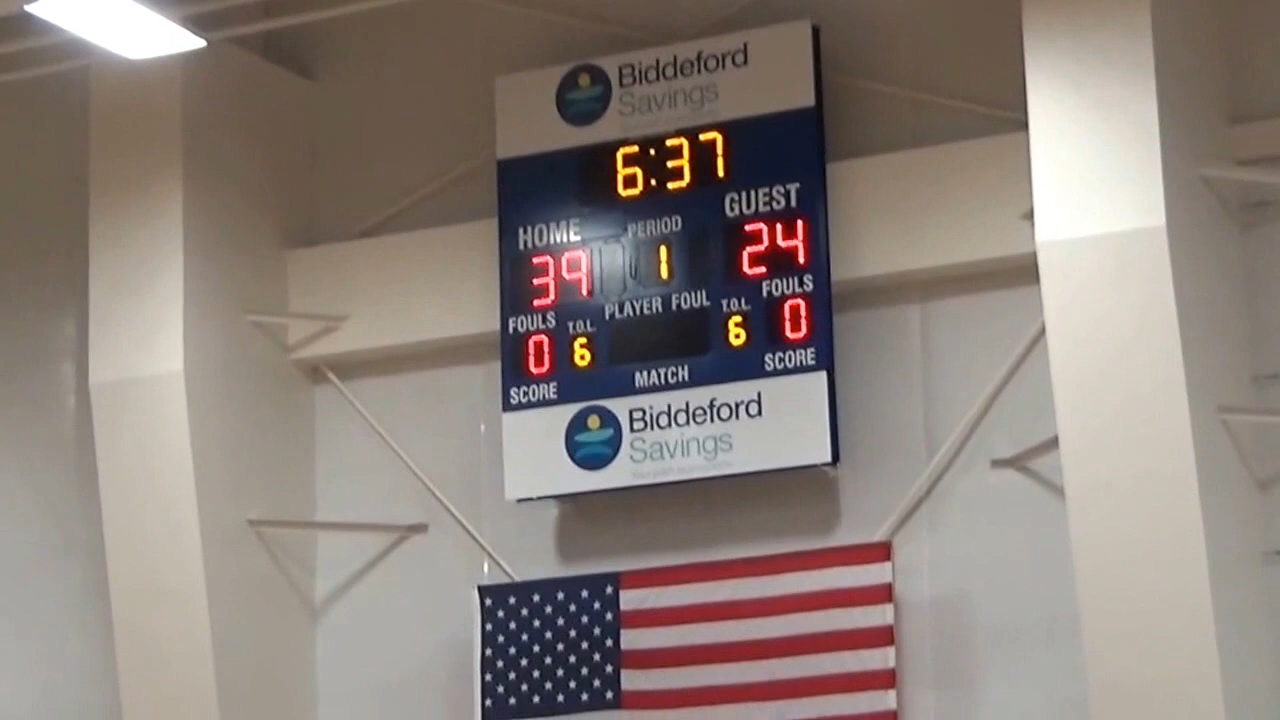 Biddeford
Savings
6:37
HOME PERIOD GUEST
39 1 24
FOULS T.O.L. PLAYER FOUL T.O.L. FOULS
0 6 6 0
SCORE MATCH SCORE
Biddeford
Savings